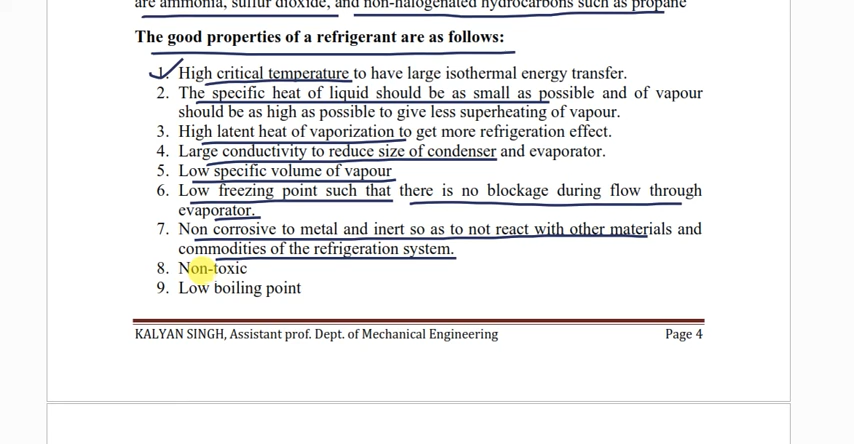 are ammonia, sulfur dioxide, and non-halogenated hydrocarbons such as propane
The good properties of a refrigerant are as follows:
1. High critical temperature to have large isothermal energy transfer.
2. The specific heat of liquid should be as small as possible and of vapour
should be as high as possible to give less superheating of vapour.
3. High latent heat of vaporization to get more refrigeration effect.
4. Large conductivity to reduce size of condenser and evaporator.
5. Low specific volume of vapour
6. Low freezing point such that there is no blockage during flow through
evaporator.
7. Non corrosive to metal and inert so as to not react with other materials and
commodities of the refrigeration system.
8. Non-toxic
9. Low boiling point
KALYAN SINGH, Assistant prof. Dept. of Mechanical Engineering Page 4